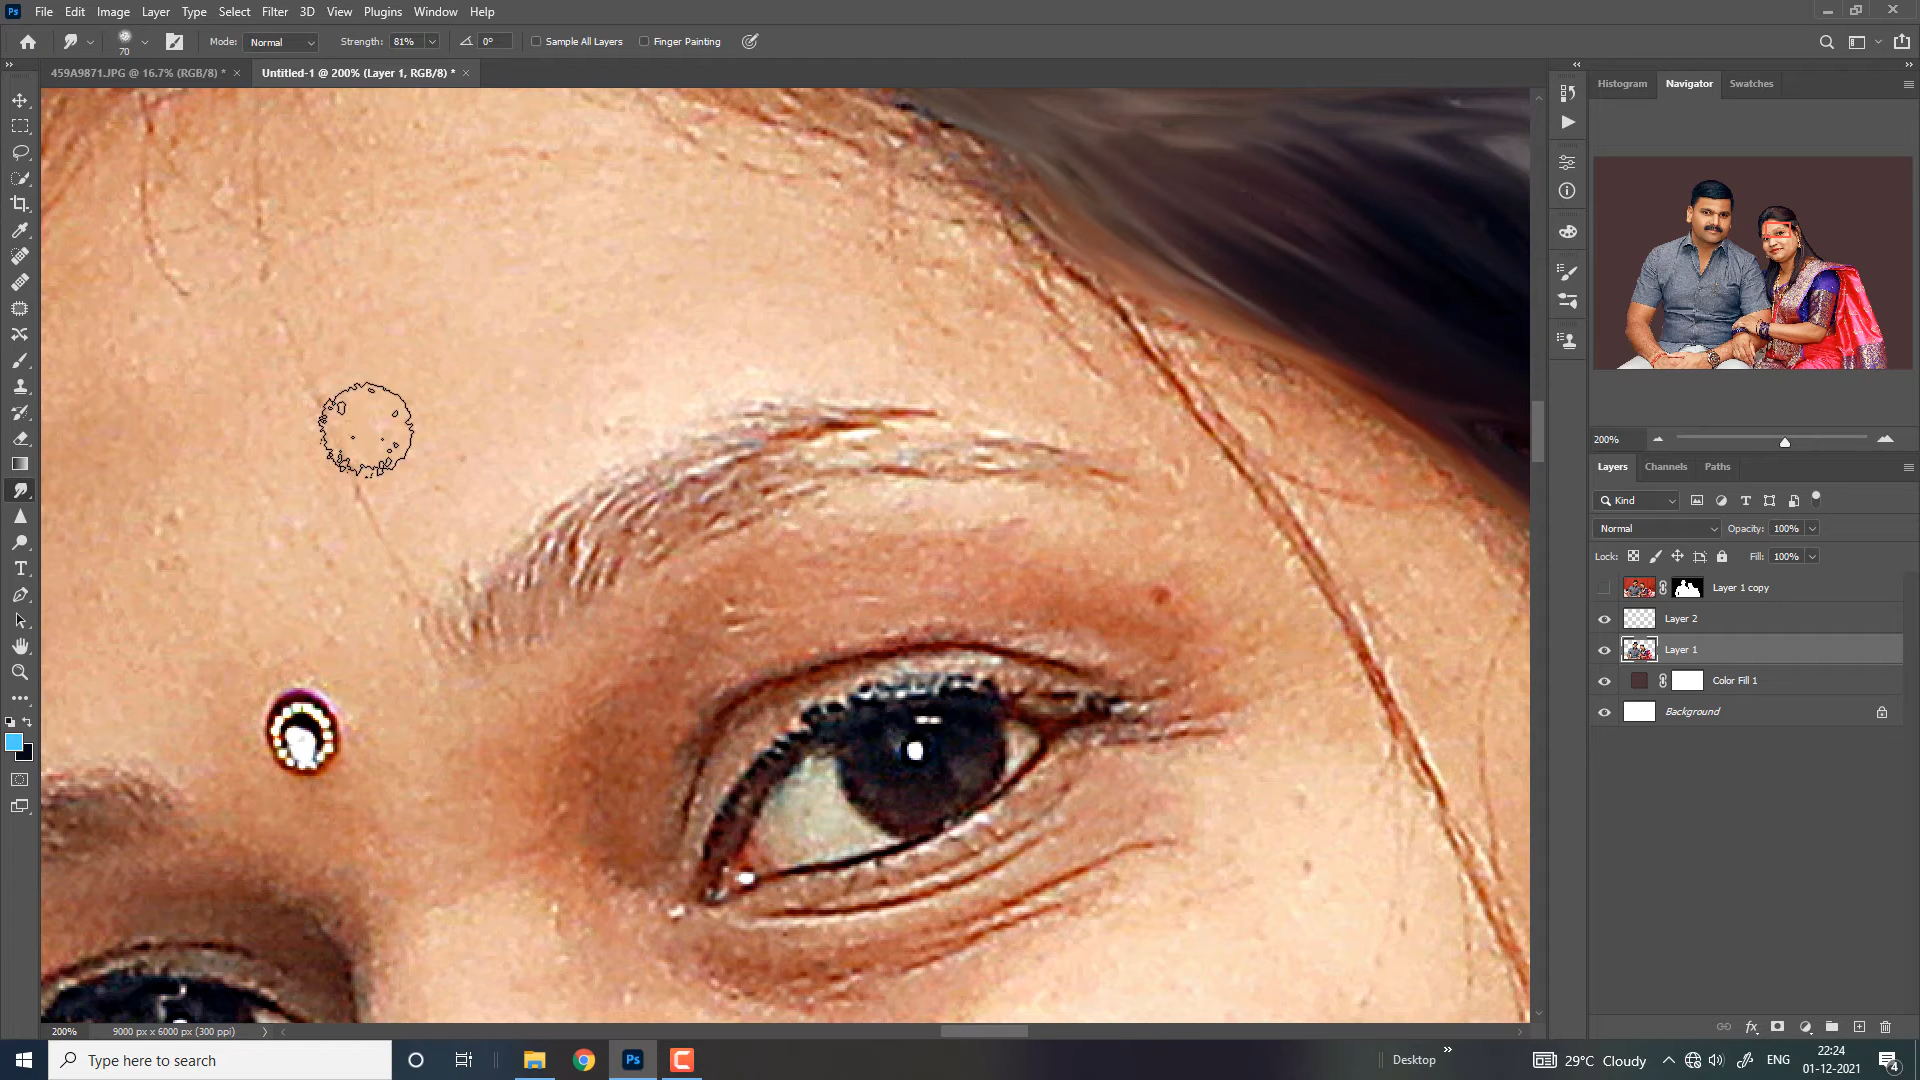 Ps File Edit Image Layer Type Select Filter 3D View Plugins Window Help
70 Mode: Normal Strength: 81% 0° Sample All Layers Finger Painting
459A9871.JPG @ 16.7% (RGB/8) * × Untitled-1 @ 200% (Layer 1, RGB/8) * ×
Histogram Navigator Swatches
200%
Layers Channels Paths
Kind
Normal Opacity: 100%
Lock: Fill: 100%
Layer 1 copy
Layer 2
Layer 1
Color Fill 1
Background
200% 9000 px x 6000 px (300 ppi)
Type here to search
Ps
Desktop
29°C Cloudy
ENG
22:24
01-12-2021
4